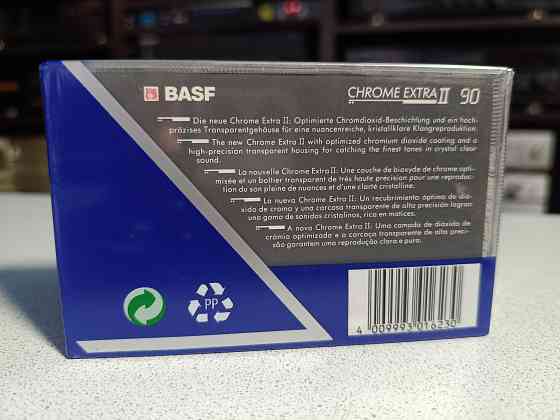 BASF
CHROME EXTRA II 90
Die neue Chrome Extra II: Optimierte Chromdioxid-Beschichtung und ein hoch-
präzises Transparentgehäuse für eine nuancenreiche, kristallklare Klangreproduktion.
The new Chrome Extra II with optimized chromium dioxide coating and a
high-precision transparent housing for catching the finest tones in crystal clear
sound.
La nouvelle Chrome Extra II: Une couche de bioxyde de chrome opti-
misée et un boîtier transparent de très haute précision pour une reproduc-
tion du son pleine de nuances et d'une clarté cristalline.
La nueva Chrome Extra II: Un recubrimiento óptimo de dió-
xido de cromo y una carcasa transparente de alta precisión logran
una gama de sonidos cristalinos, rica en matices.
A nova Chrome Extra II: Uma camada de dióxido de
crómio optimizada e a carcaça transparente de alta preci-
são garantem uma reprodução clara e pura.
PP
4 009993 016230